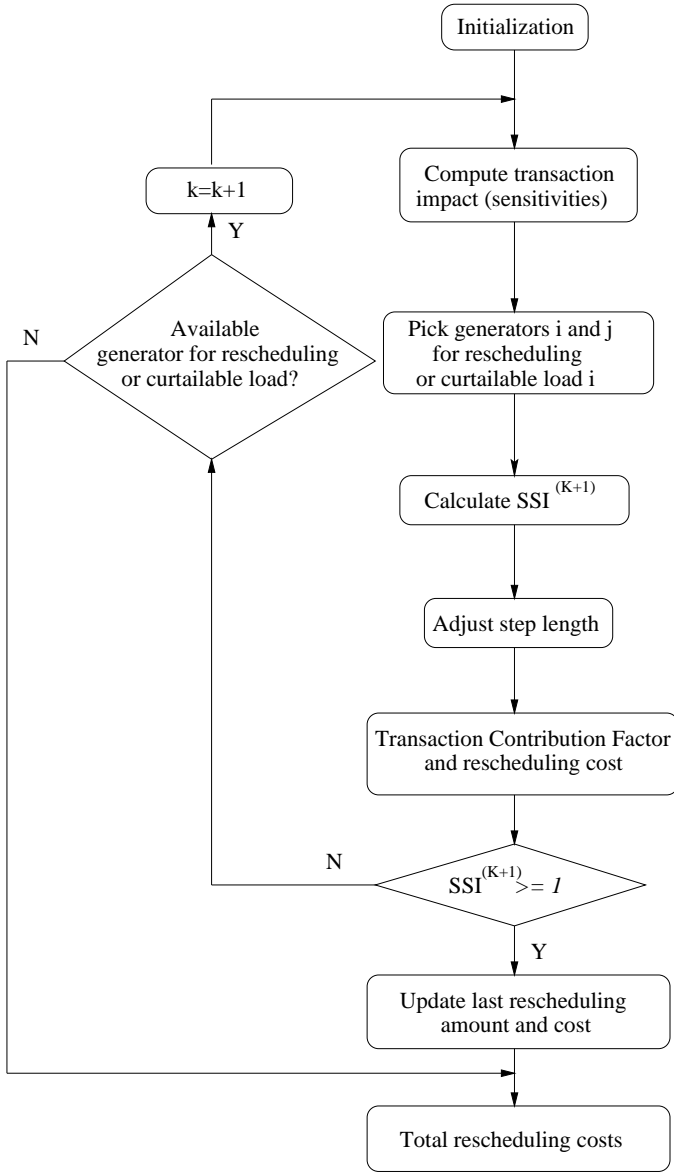 Initialization
Compute transaction
impact (sensitivities)
k=k+1
Y
N
Available
generator for rescheduling
or curtailable load?
Pick generators i and j
for rescheduling
or curtailable load i
Calculate SSI (K+1)
Adjust step length
Transaction Contribution Factor
and rescheduling cost
N
SSI(K+1) >= 1
Y
Update last rescheduling
amount and cost
Total rescheduling costs